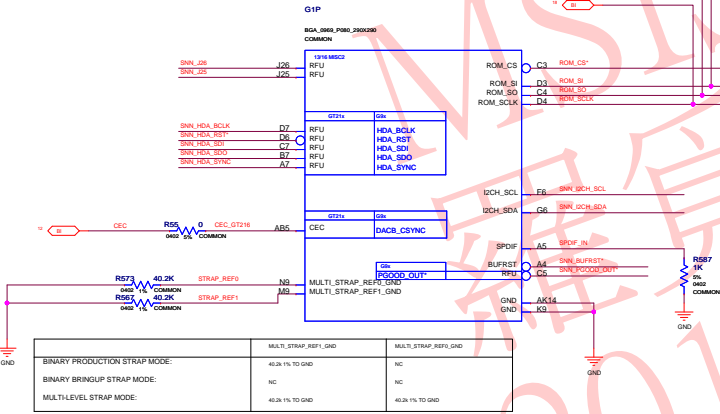 G1P
BGA_0969_P080_290X290
COMMON
13/16 MISC2
SNN_J26 J26 RFU
SNN_J25 J25 RFU
ROM_CS C3 ROM_CS*
ROM_SI D3 ROM_SI
ROM_SO C4 ROM_SO
ROM_SCLK D4 ROM_SCLK
GT21x G9x
SNN_HDA_BCLK D7 RFU HDA_BCLK
SNN_HDA_RST* D6 RFU HDA_RST
SNN_HDA_SDI C7 RFU HDA_SDI
SNN_HDA_SDO B7 RFU HDA_SDO
SNN_HDA_SYNC A7 RFU HDA_SYNC
I2CH_SCL F6 SNN_I2CH_SCL
I2CH_SDA G6 SNN_I2CH_SDA
GT21x G9x
12 BI CEC R55 0 CEC_GT216 AB5 CEC DACB_CSYNC
0402 5% COMMON
SPDIF A5 SPDIF_IN
BUFRST A4 SNN_BUFRST*
G8x
PGOOD_OUT* RFU C5 SNN_PGOOD_OUT*
R587
1K
5%
0402
COMMON
GND
R573 40.2K STRAP_REF0 N9 MULTI_STRAP_REF0_GND
0402 1% COMMON
R567 40.2K STRAP_REF1 M9 MULTI_STRAP_REF1_GND
0402 1% COMMON
GND AK14
GND K9
GND
GND
MULTI_STRAP_REF1_GND MULTI_STRAP_REF0_GND
BINARY PRODUCTION STRAP MODE: 40.2k 1% TO GND NC
BINARY BRINGUP STRAP MODE: NC NC
MULTI-LEVEL STRAP MODE: 40.2k 1% TO GND 40.2k 1% TO GND
BI